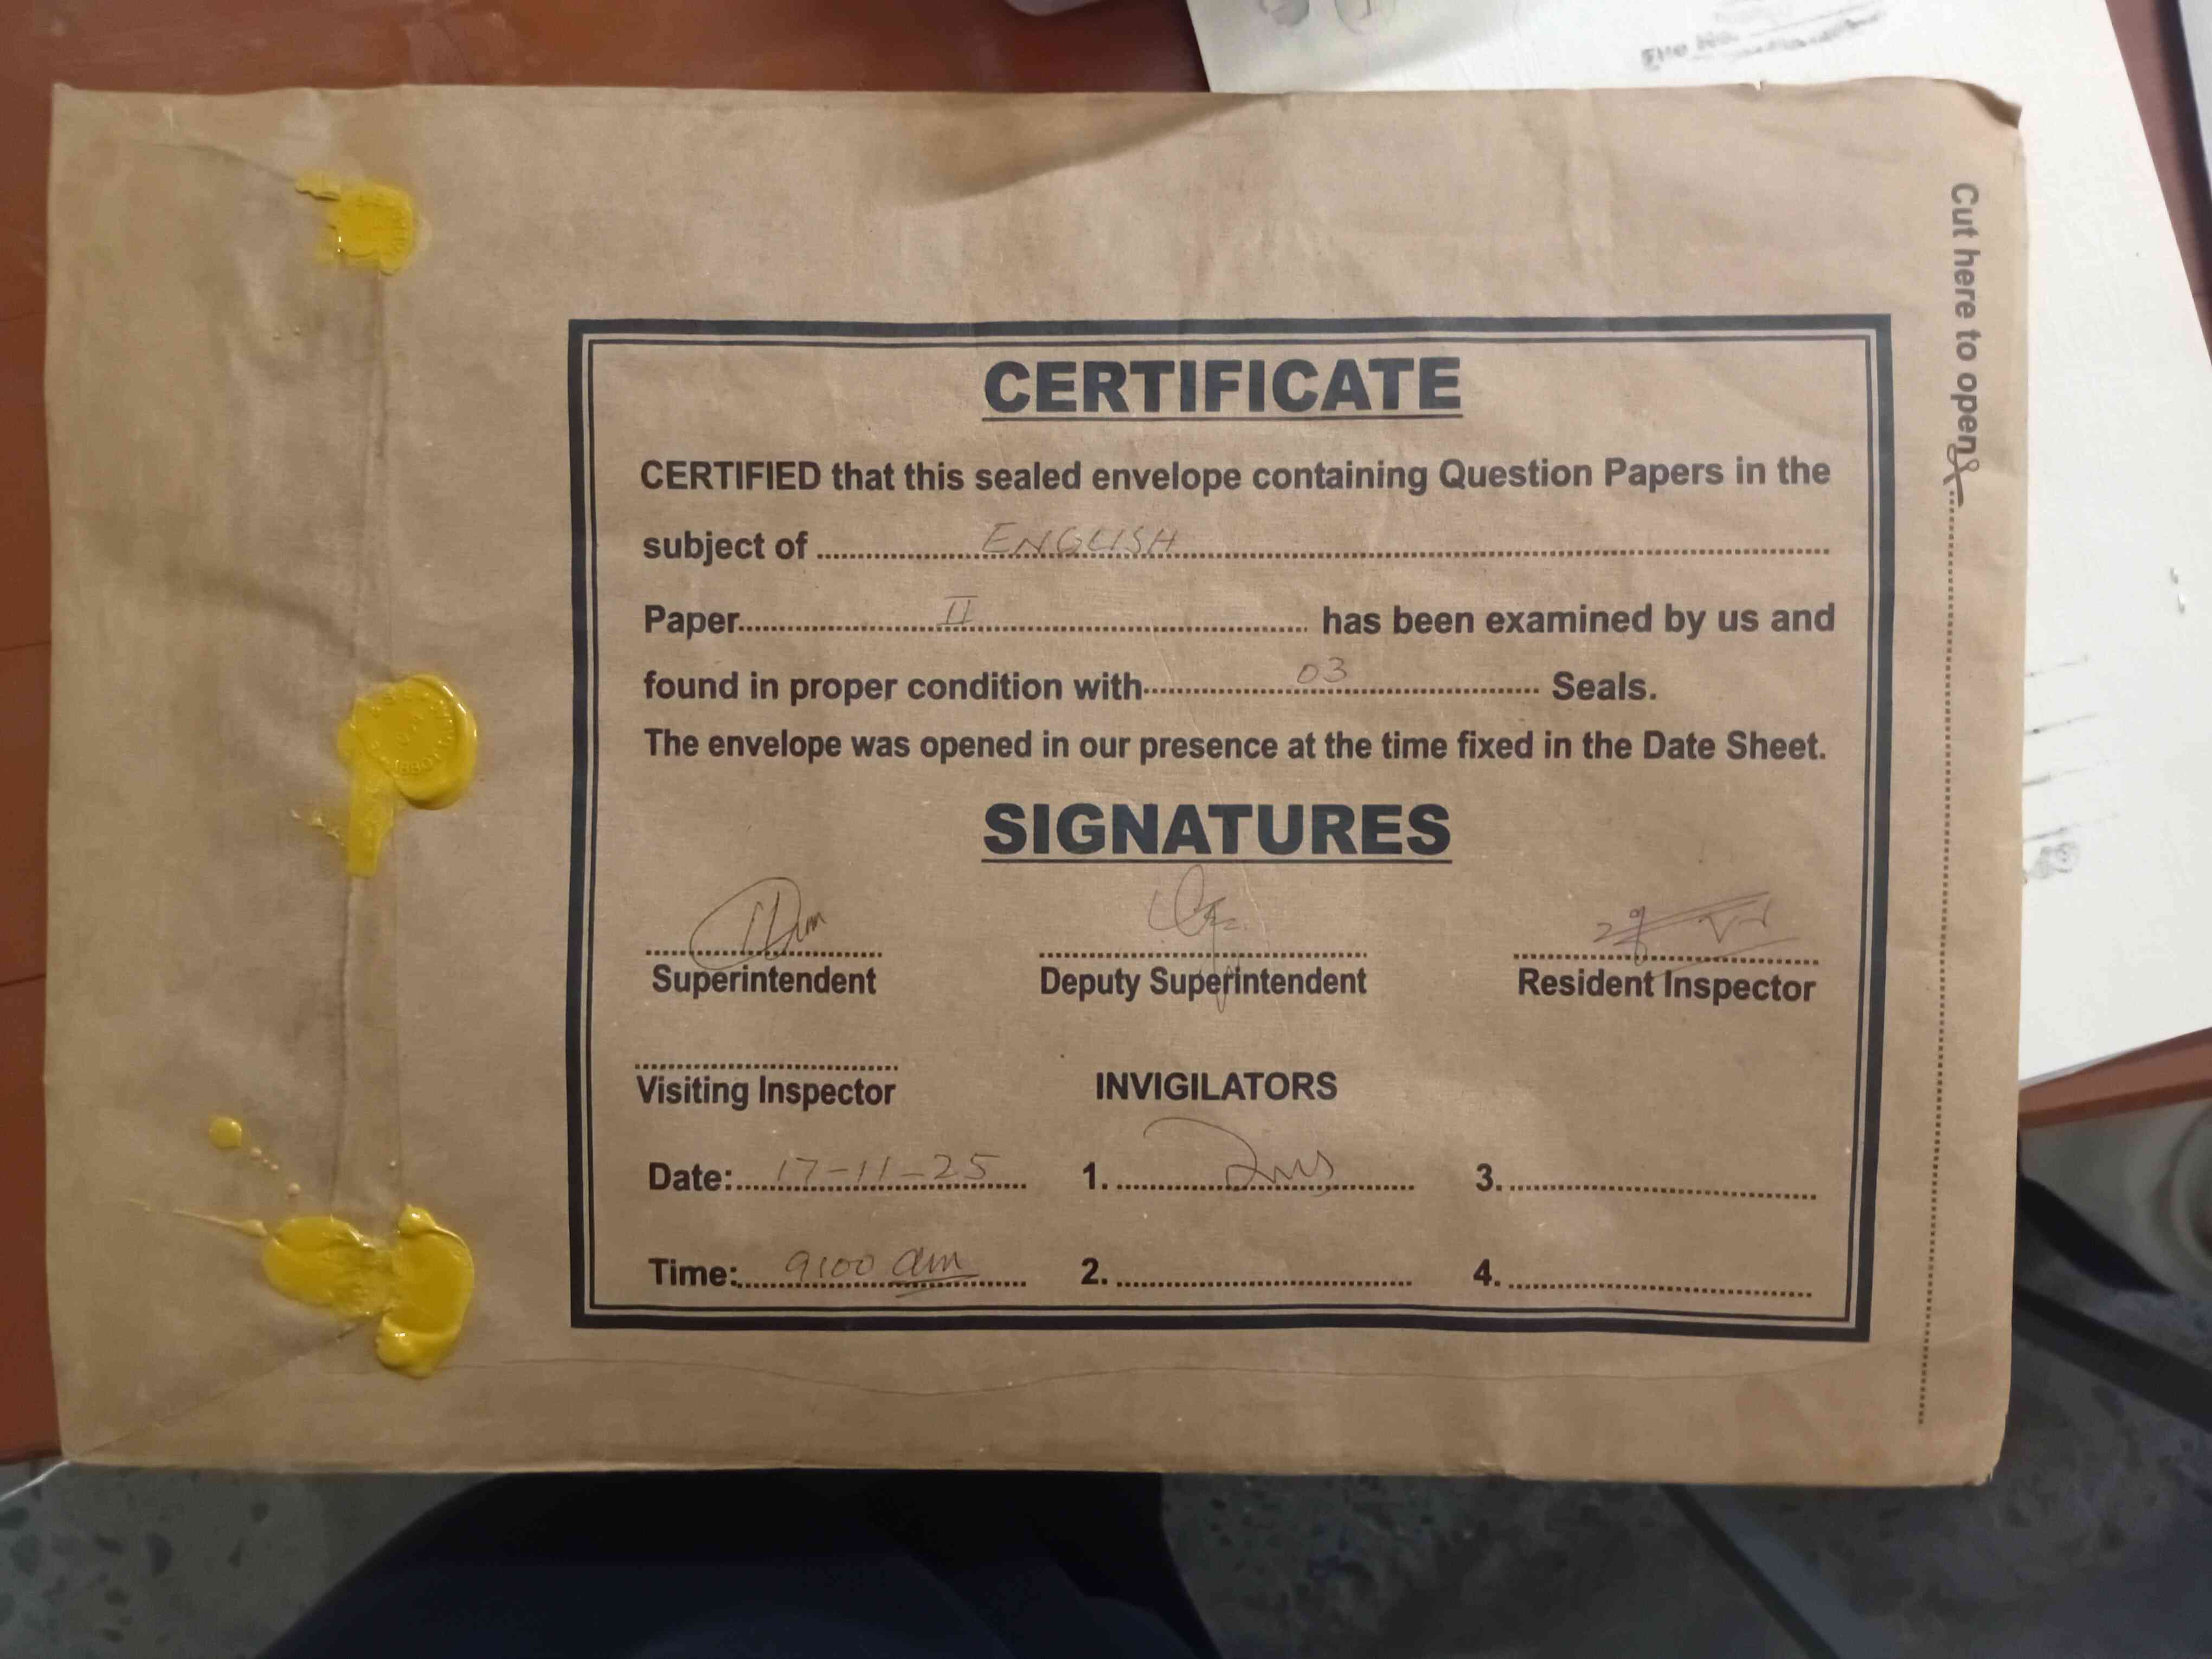 CERTIFICATE
CERTIFIED that this sealed envelope containing Question Papers in the
subject of ENGLISH
Paper II has been examined by us and
found in proper condition with 03 Seals.
The envelope was opened in our presence at the time fixed in the Date Sheet.
SIGNATURES
Superintendent Deputy Superintendent Resident Inspector
Visiting Inspector INVIGILATORS
Date: 17-11-25 1. 3.
Time: 9:00 am 2. 4.
Cut here to open
File No.